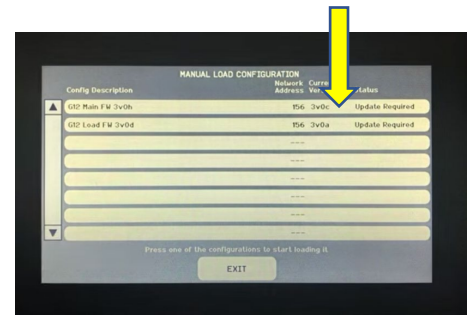 MANUAL LOAD CONFIGURATION
Network
Config Description Address Status
G12 Main FW 3v0h 156 3v0c Update Required
G12 Load FW 3v0d 156 3v0a Update Required
---
---
---
---
---
---
Press one of the configurations to start loading it
EXIT